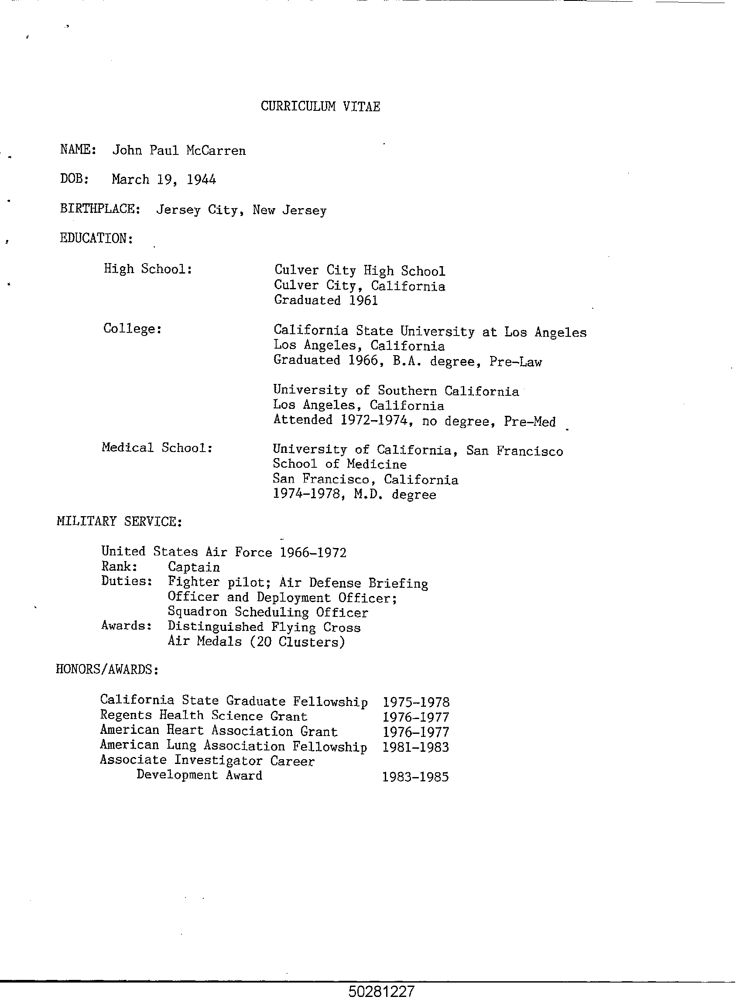 CURRICULUM VITAE
NAME: John Paul McCarren
DOB: March 19, 1944
BIRTHPLACE: Jersey City, New Jersey
EDUCATION:
High School: Culver City High School
Culver City, California
Graduated 1961
College: California State University at Los Angeles
Los Angeles, California
Graduated 1966, B.A. degree, Pre-Law
University of Southern California
Los Angeles, California
Attended 1972-1974, no degree, Pre-Med
Medical School: University of California, San Francisco
School of Medicine
San Francisco, California
1974-1978, M.D. degree
MILITARY SERVICE:
United States Air Force 1966-1972
Rank: Captain
Duties: Fighter pilot; Air Defense Briefing
Officer and Deployment Officer;
Squadron Scheduling Officer
Awards: Distinguished Flying Cross
Air Medals (20 Clusters)
HONORS/AWARDS:
California State Graduate Fellowship 1975-1978
Regents Health Science Grant 1976-1977
American Heart Association Grant 1976-1977
American Lung Association Fellowship 1981-1983
Associate Investigator Career
Development Award 1983-1985
50281227